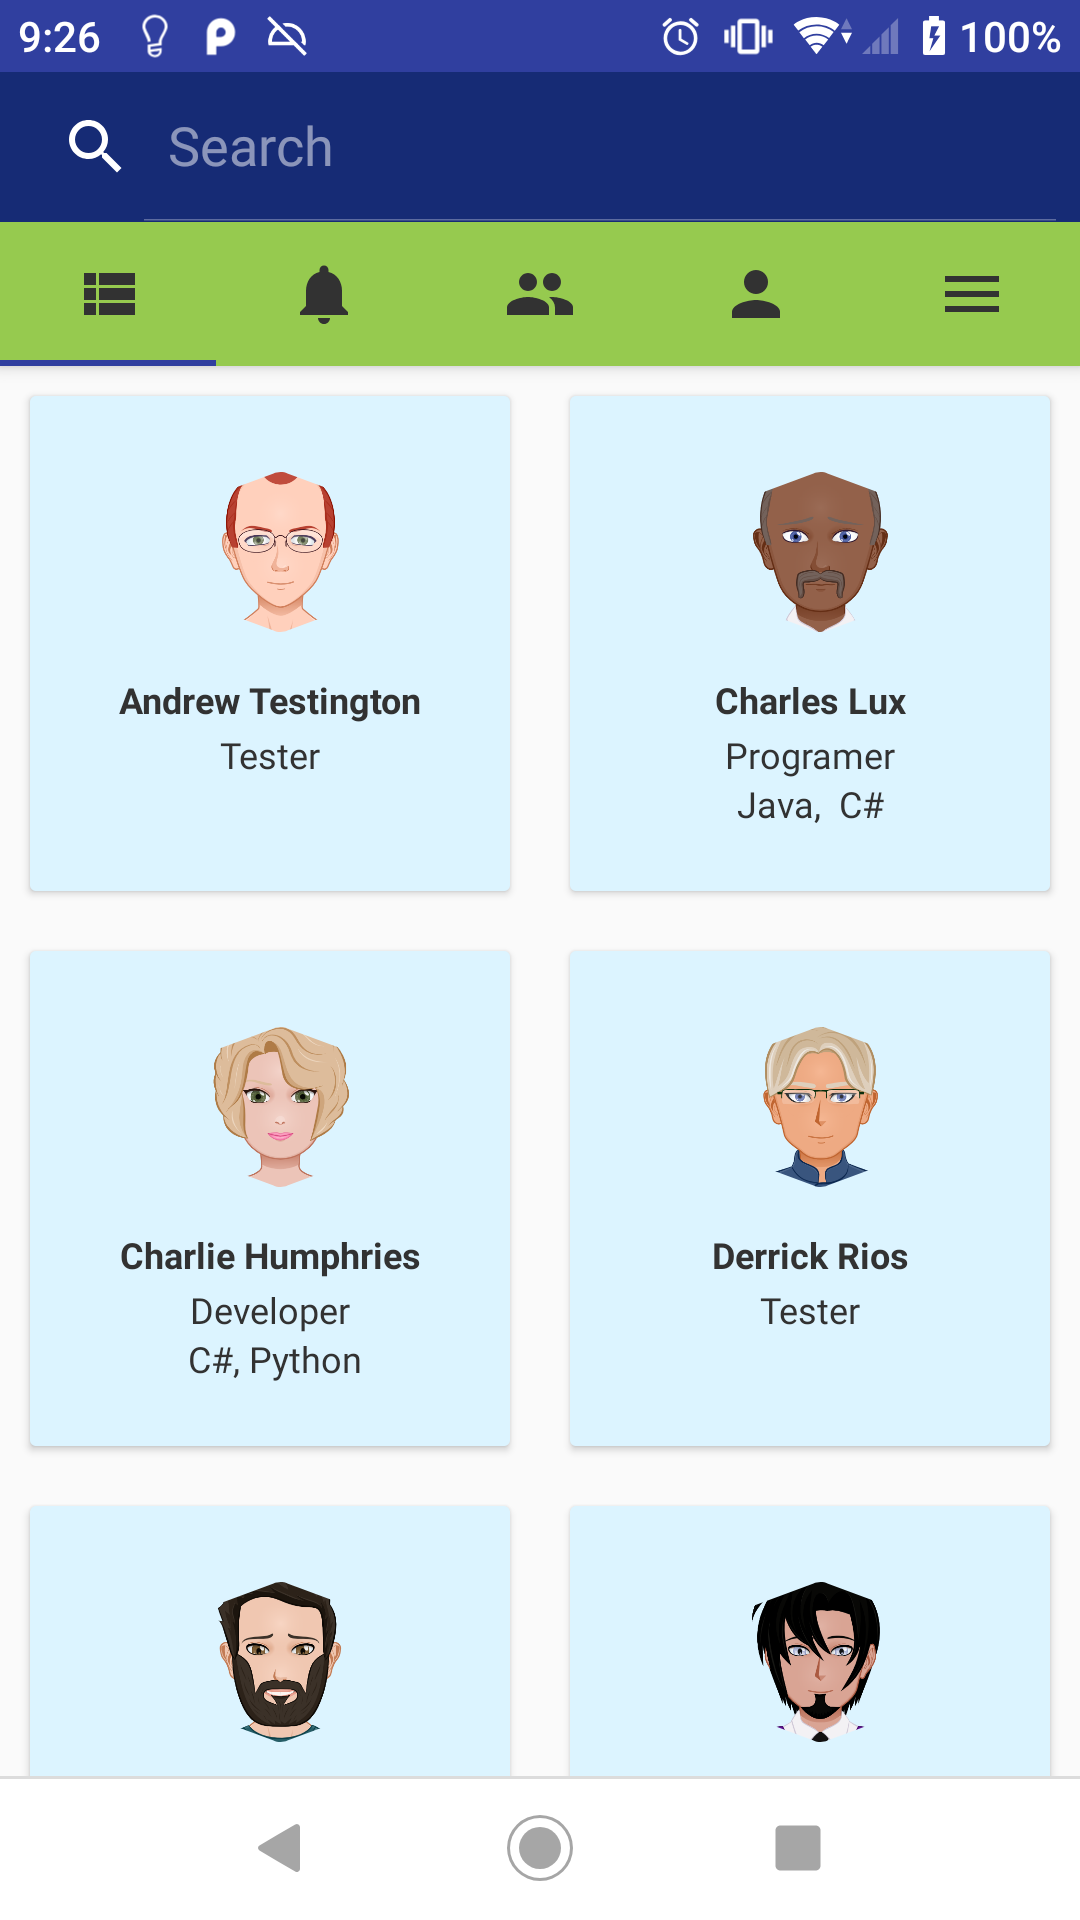 9:26 100%
Search
Andrew Testington
Tester
Charles Lux
Programer
Java,  C#
Charlie Humphries
Developer
C#, Python
Derrick Rios
Tester